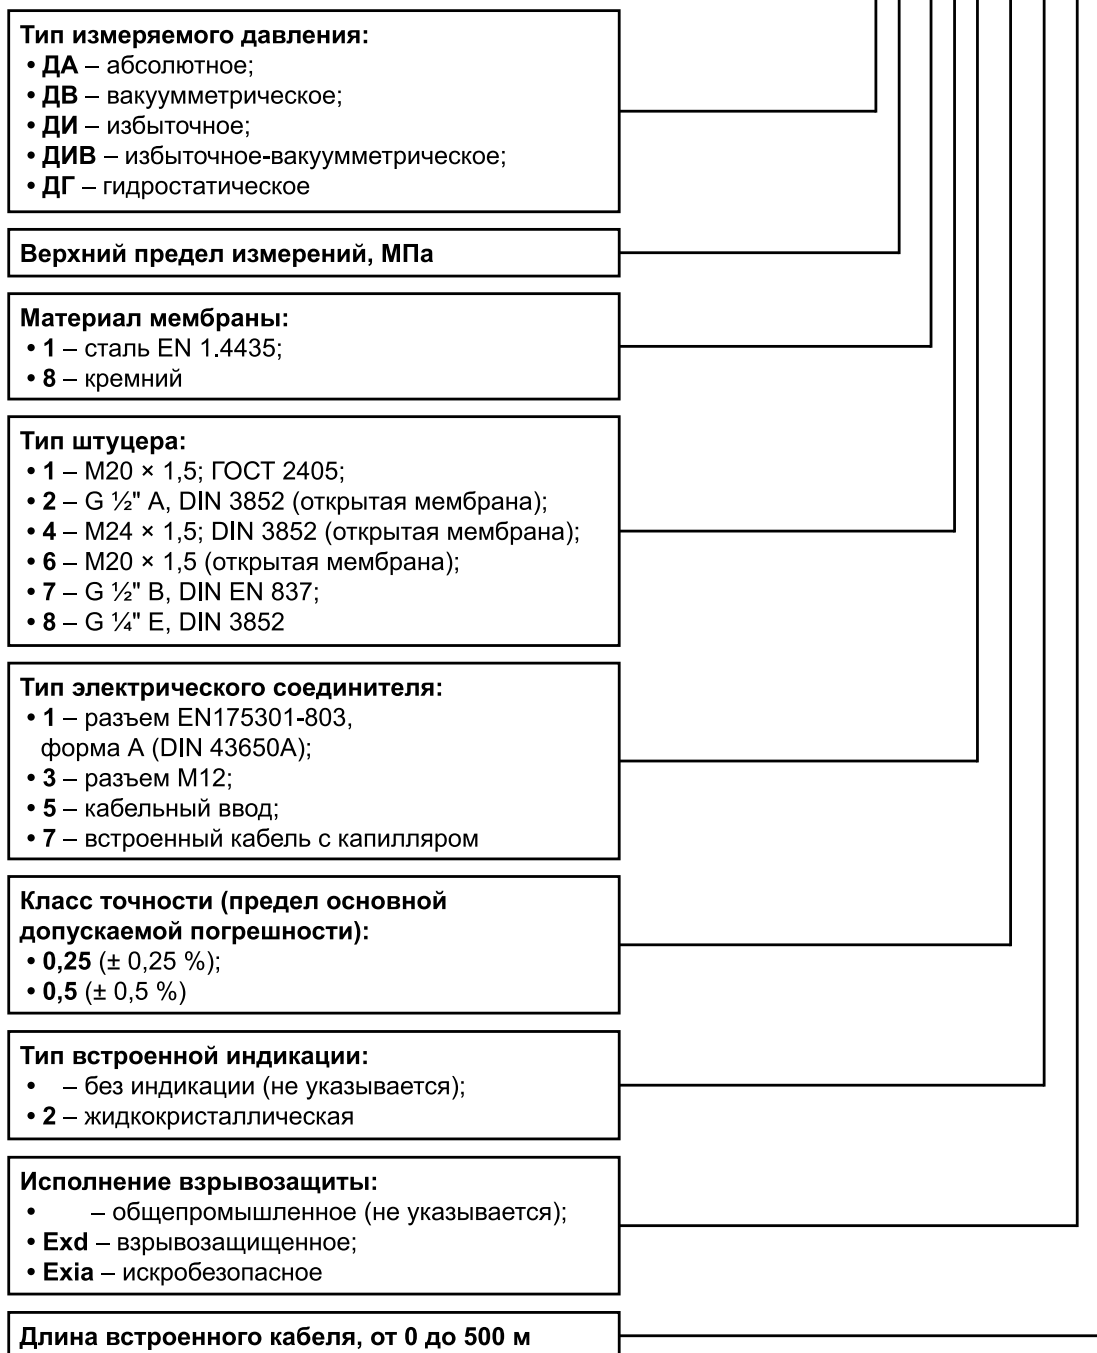 Тип измеряемого давления:
• ДА – абсолютное;
• ДВ – вакуумметрическое;
• ДИ – избыточное;
• ДИВ – избыточное-вакуумметрическое;
• ДГ – гидростатическое
Верхний предел измерений, МПа
Материал мембраны:
• 1 – сталь EN 1.4435;
• 8 – кремний
Тип штуцера:
• 1 – М20 × 1,5; ГОСТ 2405;
• 2 – G ½" А, DIN 3852 (открытая мембрана);
• 4 – М24 × 1,5; DIN 3852 (открытая мембрана);
• 6 – М20 × 1,5 (открытая мембрана);
• 7 – G ½" В, DIN EN 837;
• 8 – G ¼" Е, DIN 3852
Тип электрического соединителя:
• 1 – разъем EN175301-803,
форма А (DIN 43650A);
• 3 – разъем М12;
• 5 – кабельный ввод;
• 7 – встроенный кабель с капилляром
Класс точности (предел основной
допускаемой погрешности):
• 0,25 (± 0,25 %);
• 0,5 (± 0,5 %)
Тип встроенной индикации:
• – без индикации (не указывается);
• 2 – жидкокристаллическая
Исполнение взрывозащиты:
• – общепромышленное (не указывается);
• Exd – взрывозащищенное;
• Exia – искробезопасное
Длина встроенного кабеля, от 0 до 500 м